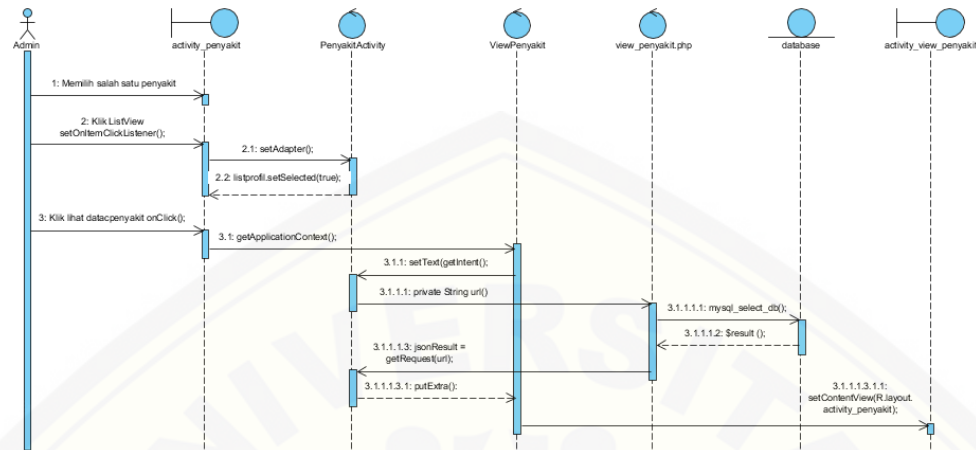 Admin
activity_penyakit
PenyakitActivity
ViewPenyakit
view_penyakit.php
database
activity_view_penyakit
1: Memilih salah satu penyakit
2: Klik ListView
setOnItemClickListener();
2.1: setAdapter();
2.2: listprofil.setSelected(true);
3: Klik lihat datacpenyakit onClick();
3.1: getApplicationContext();
3.1.1: setText(getIntent();
3.1.1.1: private String url()
3.1.1.1.1: mysql_select_db();
3.1.1.1.2: $result ();
3.1.1.1.3: jsonResult =
getRequest(url);
3.1.1.1.3.1: putExtra();
3.1.1.1.3.1.1:
setContentView(R.layout.
activity_penyakit);
UNIVERSITA